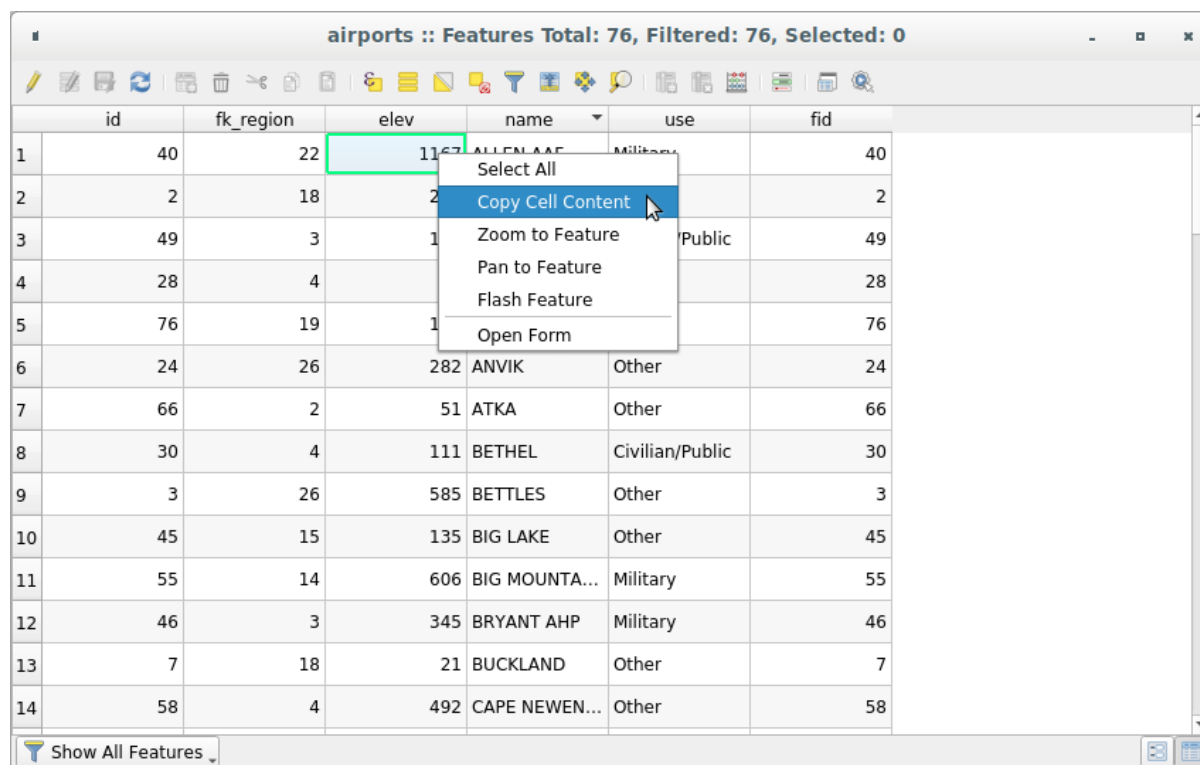 airports :: Features Total: 76, Filtered: 76, Selected: 0
id fk_region elev name use fid
1 40 22 1167 ALLEN AAF Military 40
Select All
2 2 18 2
Copy Cell Content
3 49 3 /Public 49
Zoom to Feature
4 28 4 28
Pan to Feature
5 76 19 76
Flash Feature
Open Form
6 24 26 282 ANVIK Other 24
7 66 2 51 ATKA Other 66
8 30 4 111 BETHEL Civilian/Public 30
9 3 26 585 BETTLES Other 3
10 45 15 135 BIG LAKE Other 45
11 55 14 606 BIG MOUNTA... Military 55
12 46 3 345 BRYANT AHP Military 46
13 7 18 21 BUCKLAND Other 7
14 58 4 492 CAPE NEWEN... Other 58
Show All Features